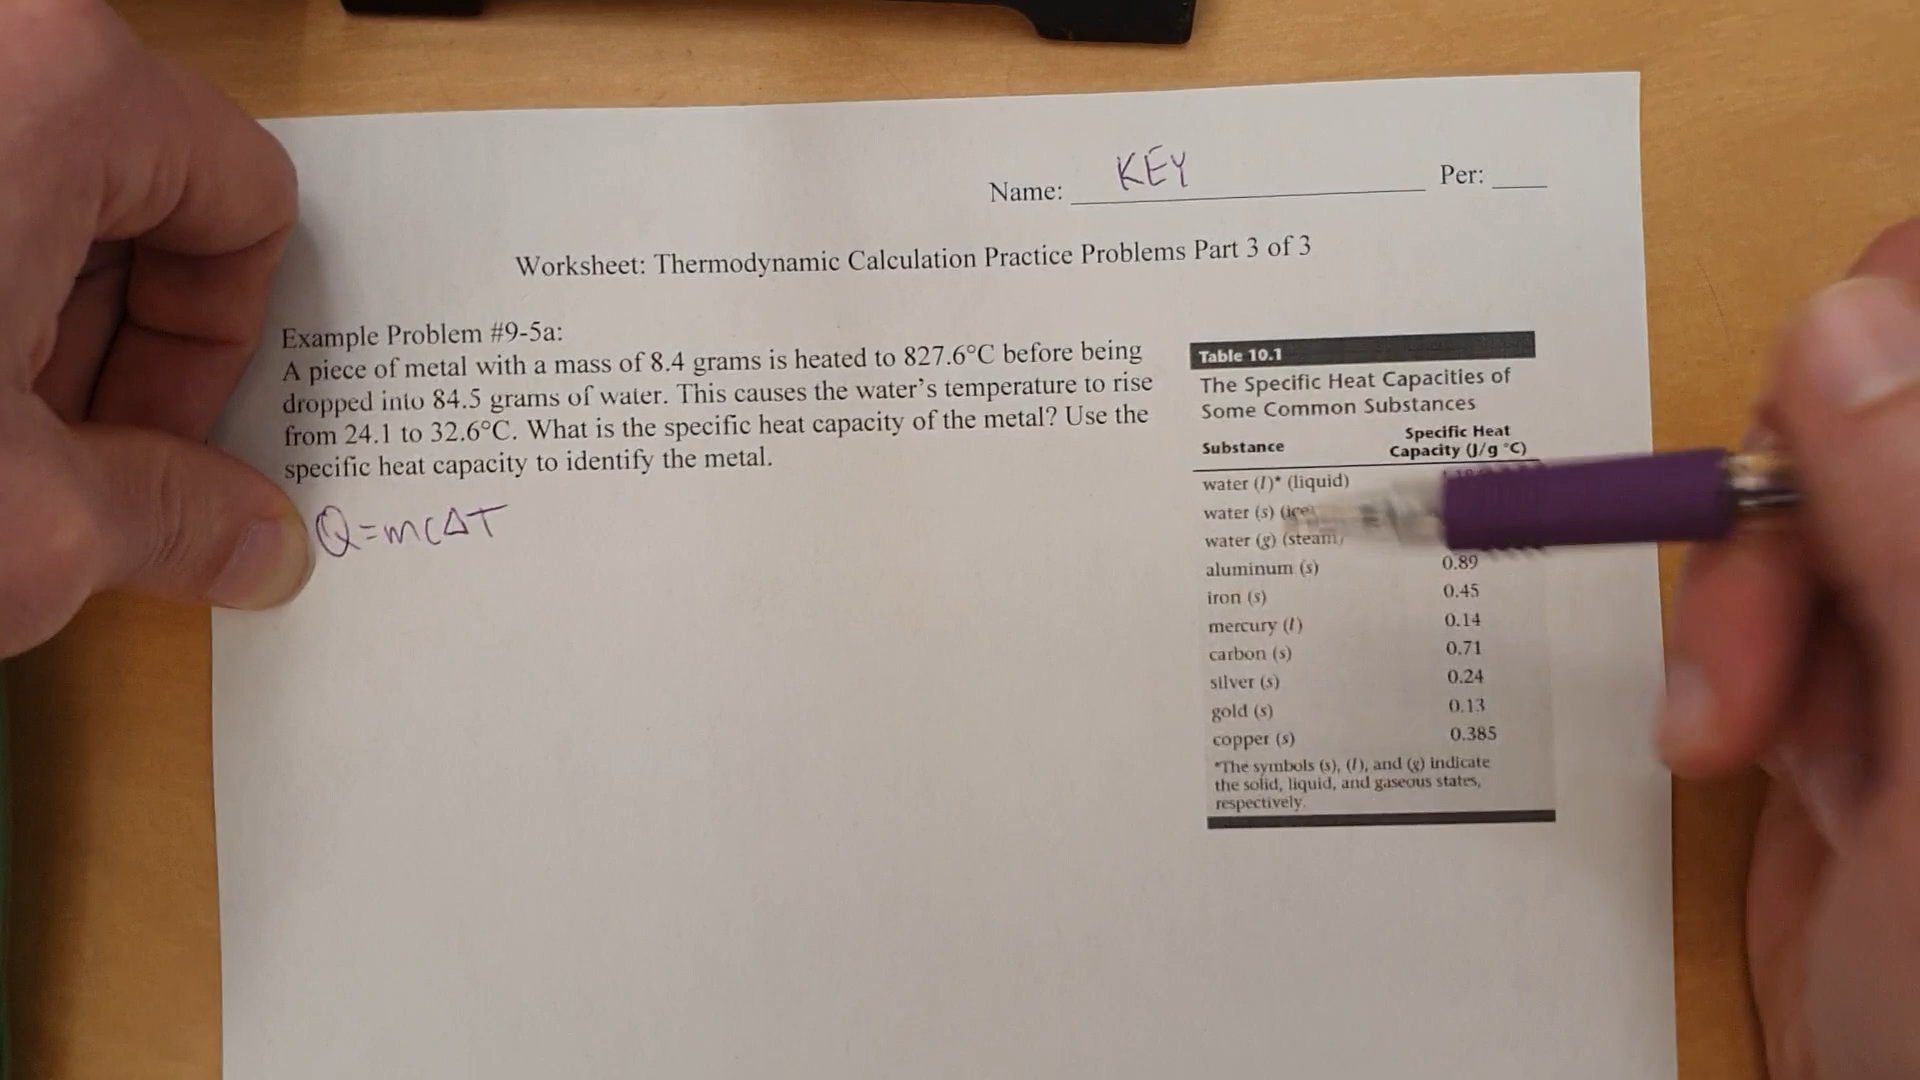 Name: KEY Per:
Worksheet: Thermodynamic Calculation Practice Problems Part 3 of 3
Example Problem #9-5a:
A piece of metal with a mass of 8.4 grams is heated to 827.6°C before being
dropped into 84.5 grams of water. This causes the water's temperature to rise
from 24.1 to 32.6°C. What is the specific heat capacity of the metal? Use the
specific heat capacity to identify the metal.
Q=mcΔT
Table 10.1
The Specific Heat Capacities of
Some Common Substances
Substance Specific Heat Capacity (J/g °C)
water (l)* (liquid)
water (s) (ice
water (g) (steam)
aluminum (s) 0.89
iron (s) 0.45
mercury (l) 0.14
carbon (s) 0.71
silver (s) 0.24
gold (s) 0.13
copper (s) 0.385
*The symbols (s), (l), and (g) indicate
the solid, liquid, and gaseous states,
respectively.